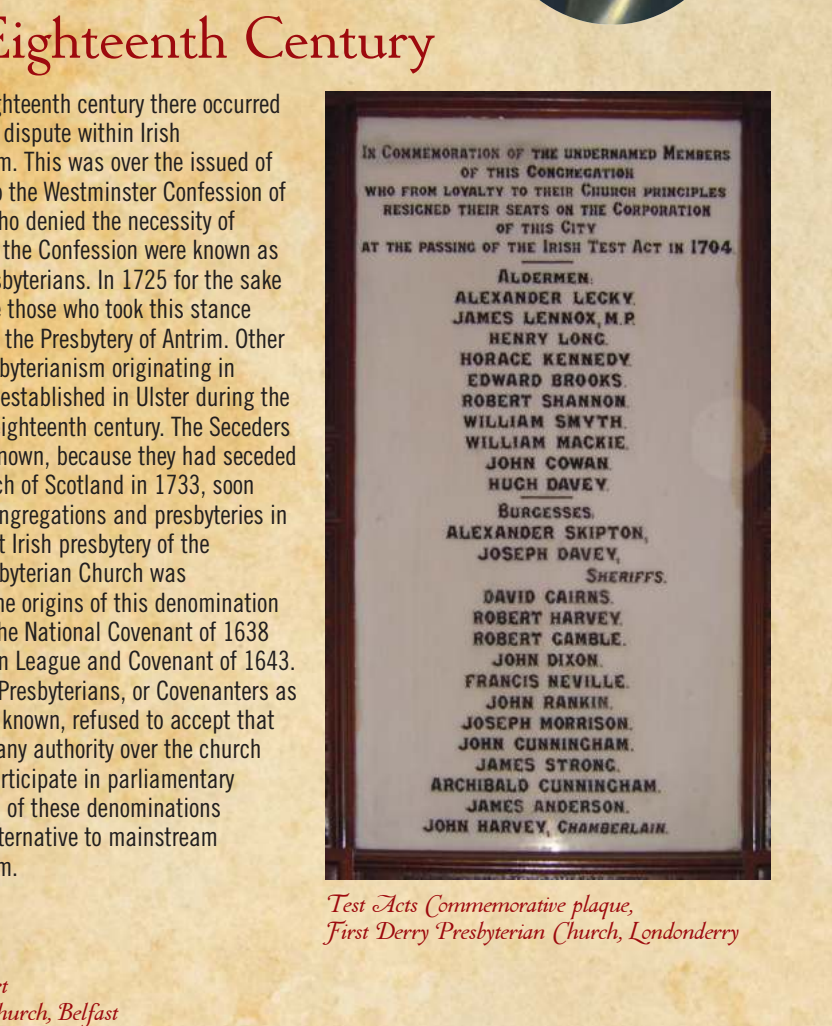 Eighteenth Century
ghteenth century there occurred
dispute within Irish
m. This was over the issued of
o the Westminster Confession of
ho denied the necessity of
the Confession were known as
sbyterians. In 1725 for the sake
e those who took this stance
the Presbytery of Antrim. Other
byterianism originating in
established in Ulster during the
eighteenth century. The Seceders
nown, because they had seceded
ch of Scotland in 1733, soon
ngregations and presbyteries in
t Irish presbytery of the
byterian Church was
he origins of this denomination
the National Covenant of 1638
n League and Covenant of 1643.
Presbyterians, or Covenanters as
known, refused to accept that
any authority over the church
articipate in parliamentary
of these denominations
ternative to mainstream
m.
In Commemoration of the undernamed Members
of this Congregation
who from loyalty to their Church principles
resigned their seats on the Corporation
of this City
at the passing of the Irish Test Act in 1704.
Aldermen.
ALEXANDER LECKY.
JAMES LENNOX, M.P.
HENRY LONG.
HORACE KENNEDY.
EDWARD BROOKS.
ROBERT SHANNON.
WILLIAM SMYTH.
WILLIAM MACKIE.
JOHN COWAN.
HUGH DAVEY.
Burgesses.
ALEXANDER SKIPTON,
JOSEPH DAVEY,
Sheriffs.
DAVID CAIRNS.
ROBERT HARVEY.
ROBERT GAMBLE.
JOHN DIXON.
FRANCIS NEVILLE.
JOHN RANKIN.
JOSEPH MORRISON.
JOHN CUNNINGHAM.
JAMES STRONG.
ARCHIBALD CUNNINGHAM.
JAMES ANDERSON.
JOHN HARVEY, Chamberlain.
Test Acts Commemorative plaque,
First Derry Presbyterian Church, Londonderry
et
hurch, Belfast